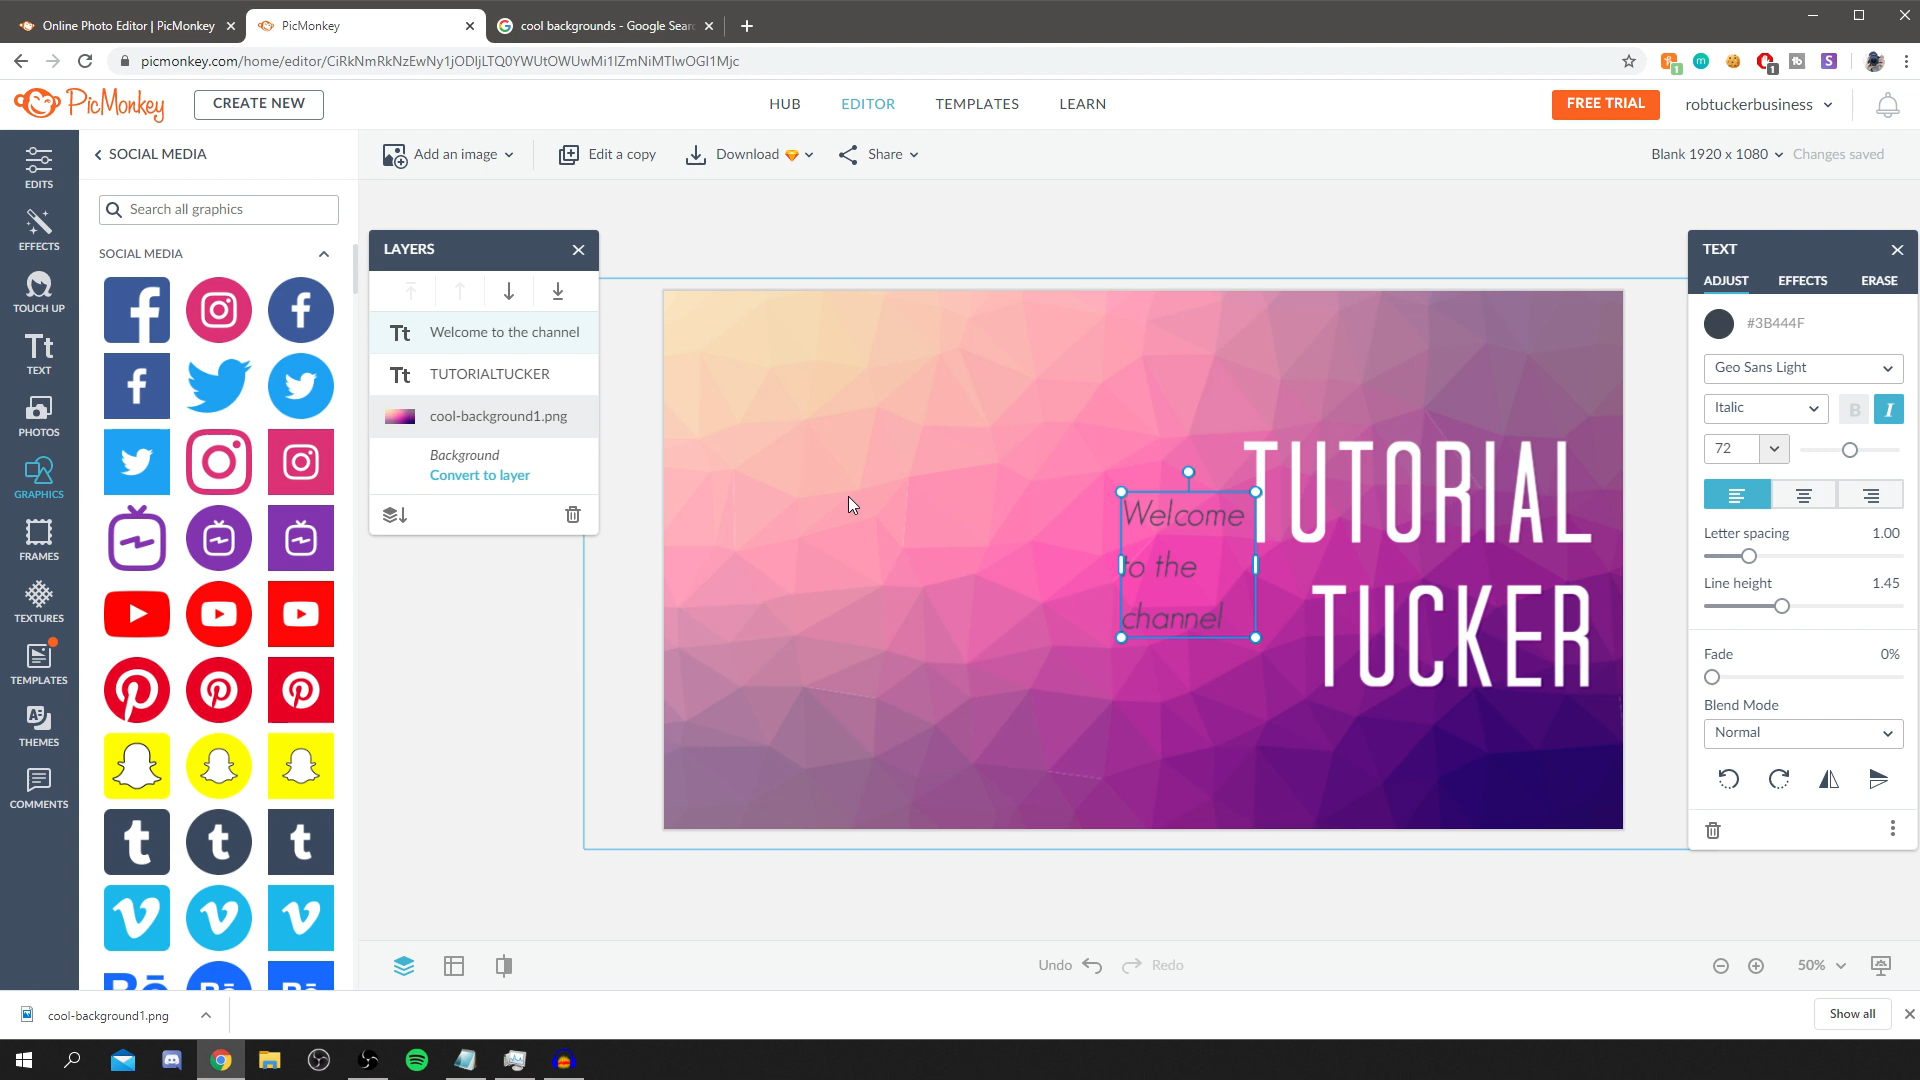 Online Photo Editor | PicMonkey
PicMonkey
cool backgrounds - Google Sear
picmonkey.com/home/editor/CiRkNmRkNzEwNy1jODljLTQ0YWUtOWUwMi1lZmNiMTIwOGI1Mjc
PicMonkey
CREATE NEW
HUB
EDITOR
TEMPLATES
LEARN
FREE TRIAL
robtuckerbusiness
SOCIAL MEDIA
Add an image
Edit a copy
Download
Share
Blank 1920 x 1080
Changes saved
EDITS
EFFECTS
TOUCH UP
TEXT
PHOTOS
GRAPHICS
FRAMES
TEXTURES
TEMPLATES
THEMES
COMMENTS
Search all graphics
SOCIAL MEDIA
LAYERS
Welcome to the channel
TUTORIALTUCKER
cool-background1.png
Background
Convert to layer
Welcome
to the
channel
TUTORIAL
TUCKER
TEXT
ADJUST
EFFECTS
ERASE
#3B444F
Geo Sans Light
Italic
B
I
72
Letter spacing
1.00
Line height
1.45
Fade
0%
Blend Mode
Normal
Undo
Redo
50%
cool-background1.png
Show all